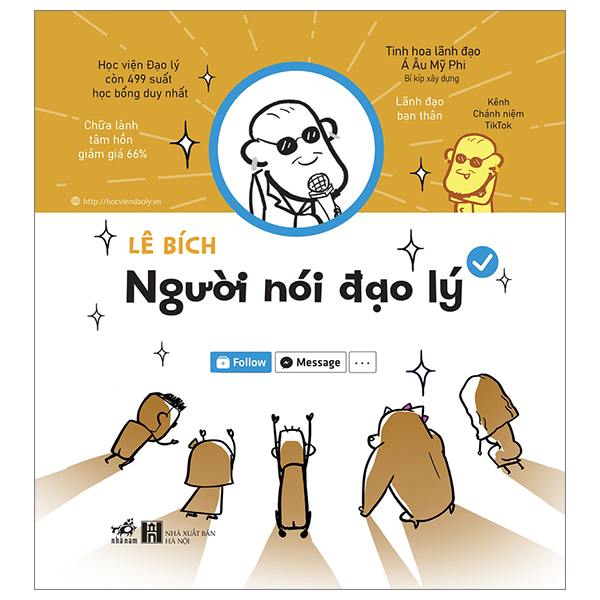 Học viện Đạo lý
còn 499 suất
học bổng duy nhất
Chữa lành
tâm hồn
giảm giá 66%
http://hocviendaoly.vn
Tinh hoa lãnh đạo
Á Âu Mỹ Phi
Bí kíp xây dựng
Lãnh đạo
bạn thân
Kênh
Chánh niệm
TikTok
LÊ BÍCH
Người nói đạo lý
Follow
Message
...
nhã nam
NHÀ XUẤT BẢN
HÀ NỘI